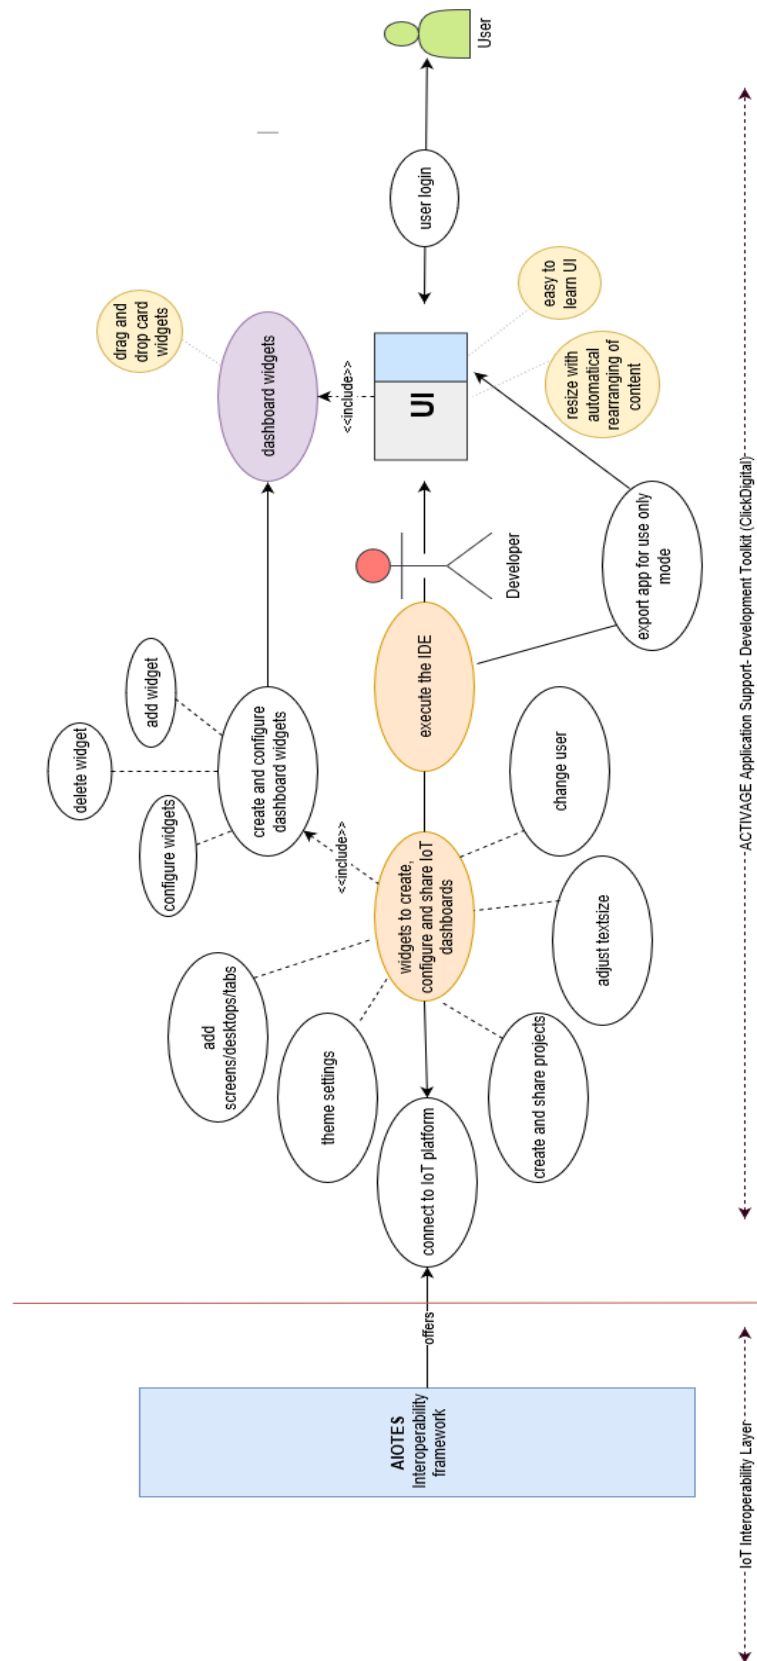 User
user login
drag and
drop card
widgets
dashboard widgets
<<include>>
UI
easy to
learn UI
resize with
automatical
rearranging of
content
Developer
export app for use only
mode
execute the IDE
add widget
delete widget
configure widgets
create and configure
dashboard widgets
<<include>>
widgets to create,
configure and share IoT
dashboards
change user
adjust textsize
add
screens/desktops/tabs
theme settings
create and share projects
connect to IoT platform
offers
AIOTES
Interoperability
framework
ACTIVAGE Application Support- Development Toolkit (ClickDigital)
IoT Interoperability Layer